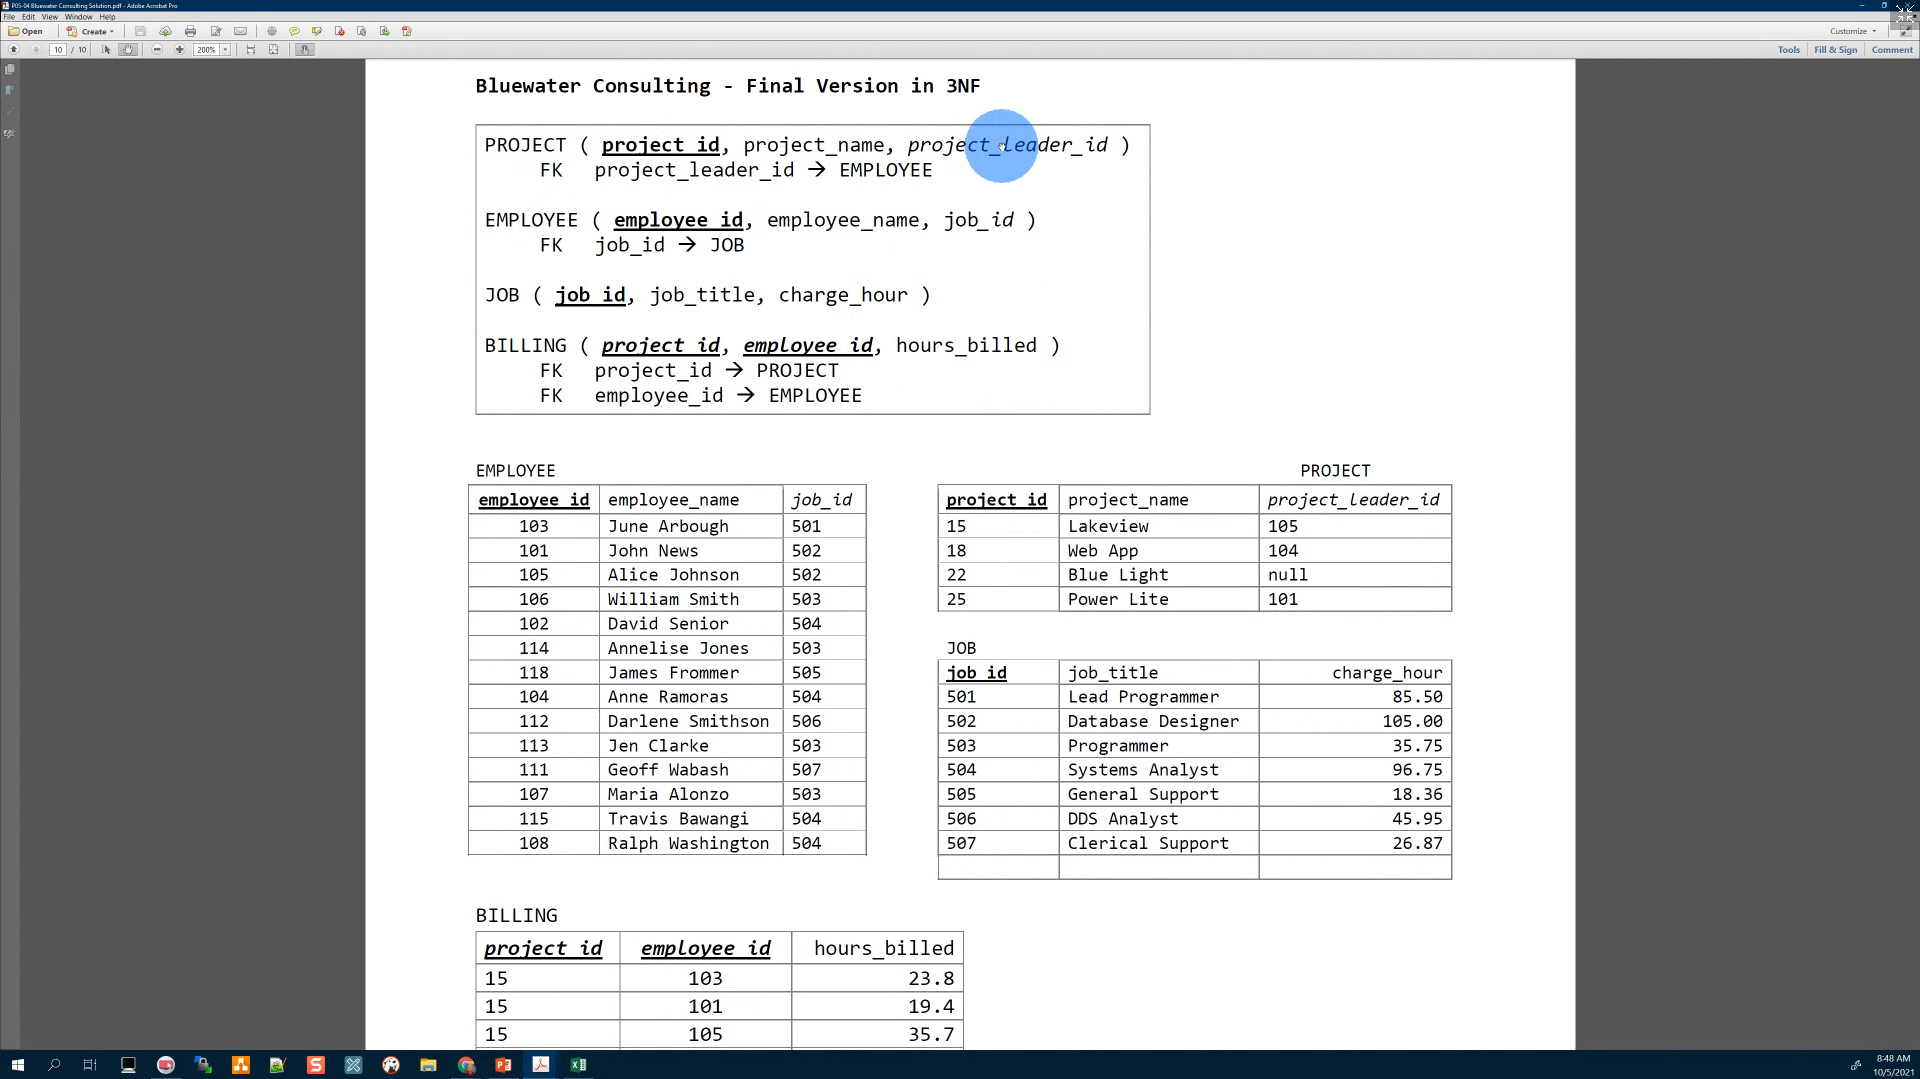 P05-04 Bluewater Consulting Solution.pdf - Adobe Acrobat Pro
File Edit View Window Help
Open Create Customize
10 / 10 200% Tools Fill & Sign Comment
Bluewater Consulting - Final Version in 3NF
PROJECT ( project_id, project_name, project_leader_id )
FK project_leader_id → EMPLOYEE
EMPLOYEE ( employee_id, employee_name, job_id )
FK job_id → JOB
JOB ( job_id, job_title, charge_hour )
BILLING ( project_id, employee_id, hours_billed )
FK project_id → PROJECT
FK employee_id → EMPLOYEE
EMPLOYEE
employee_id employee_name job_id
103 June Arbough 501
101 John News 502
105 Alice Johnson 502
106 William Smith 503
102 David Senior 504
114 Annelise Jones 503
118 James Frommer 505
104 Anne Ramoras 504
112 Darlene Smithson 506
113 Jen Clarke 503
111 Geoff Wabash 507
107 Maria Alonzo 503
115 Travis Bawangi 504
108 Ralph Washington 504
PROJECT
project_id project_name project_leader_id
15 Lakeview 105
18 Web App 104
22 Blue Light null
25 Power Lite 101
JOB
job_id job_title charge_hour
501 Lead Programmer 85.50
502 Database Designer 105.00
503 Programmer 35.75
504 Systems Analyst 96.75
505 General Support 18.36
506 DDS Analyst 45.95
507 Clerical Support 26.87
BILLING
project_id employee_id hours_billed
15 103 23.8
15 101 19.4
15 105 35.7
8:48 AM
10/5/2021